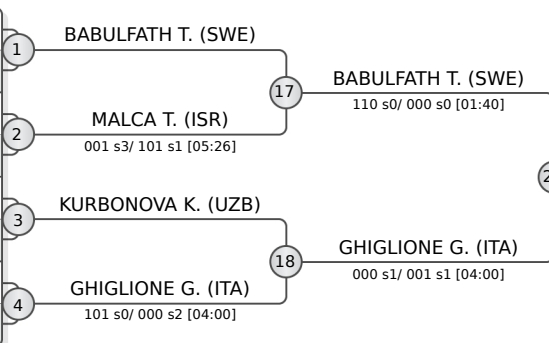 BABULFATH T. (SWE)
1
17
BABULFATH T. (SWE)
110 s0/ 000 s0 [01:40]
MALCA T. (ISR)
2
001 s3/ 101 s1 [05:26]
KURBONOVA K. (UZB)
3
18
GHIGLIONE G. (ITA)
000 s1/ 001 s1 [04:00]
GHIGLIONE G. (ITA)
4
101 s0/ 000 s2 [04:00]